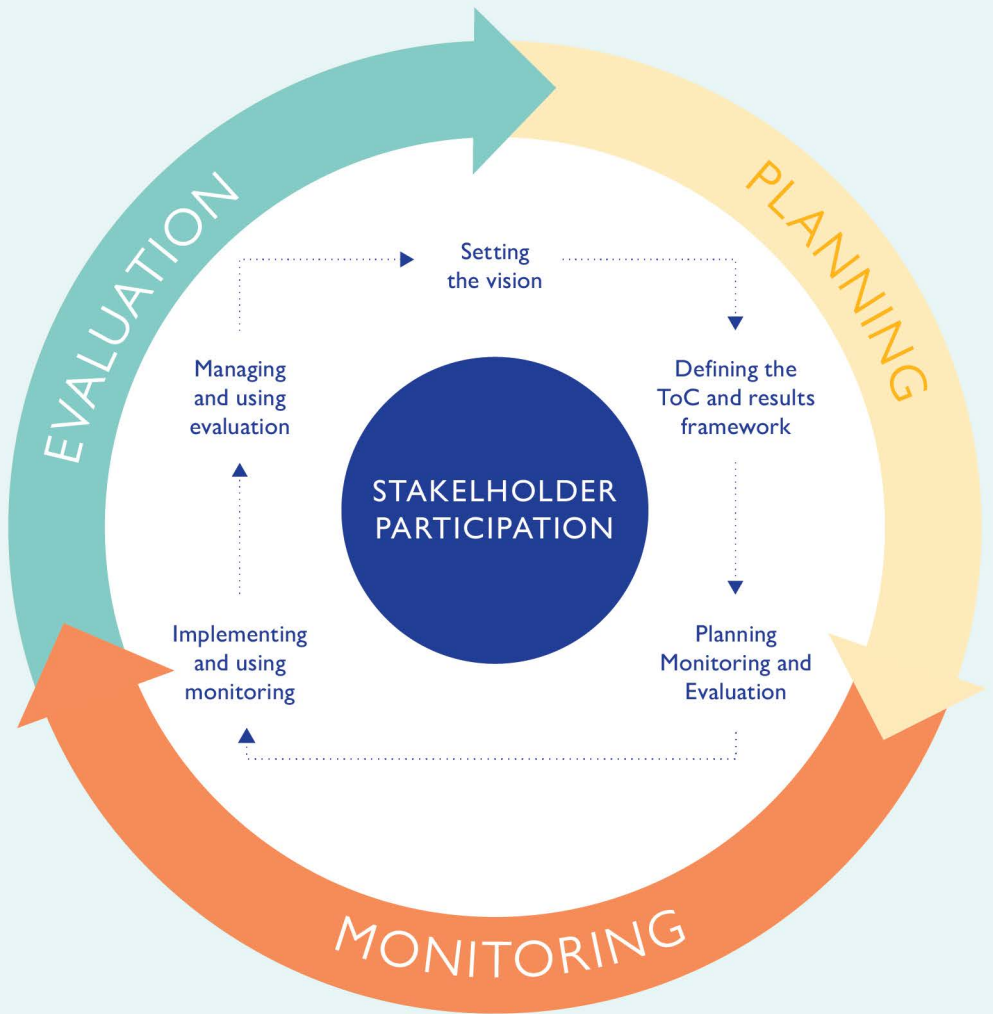 EVALUATION
PLANNING
Setting
the vision
Defining the
ToC and results
framework
Planning
Monitoring and
Evaluation
Implementing
and using
monitoring
Managing
and using
evaluation
STAKELHOLDER
PARTICIPATION
MONITORING